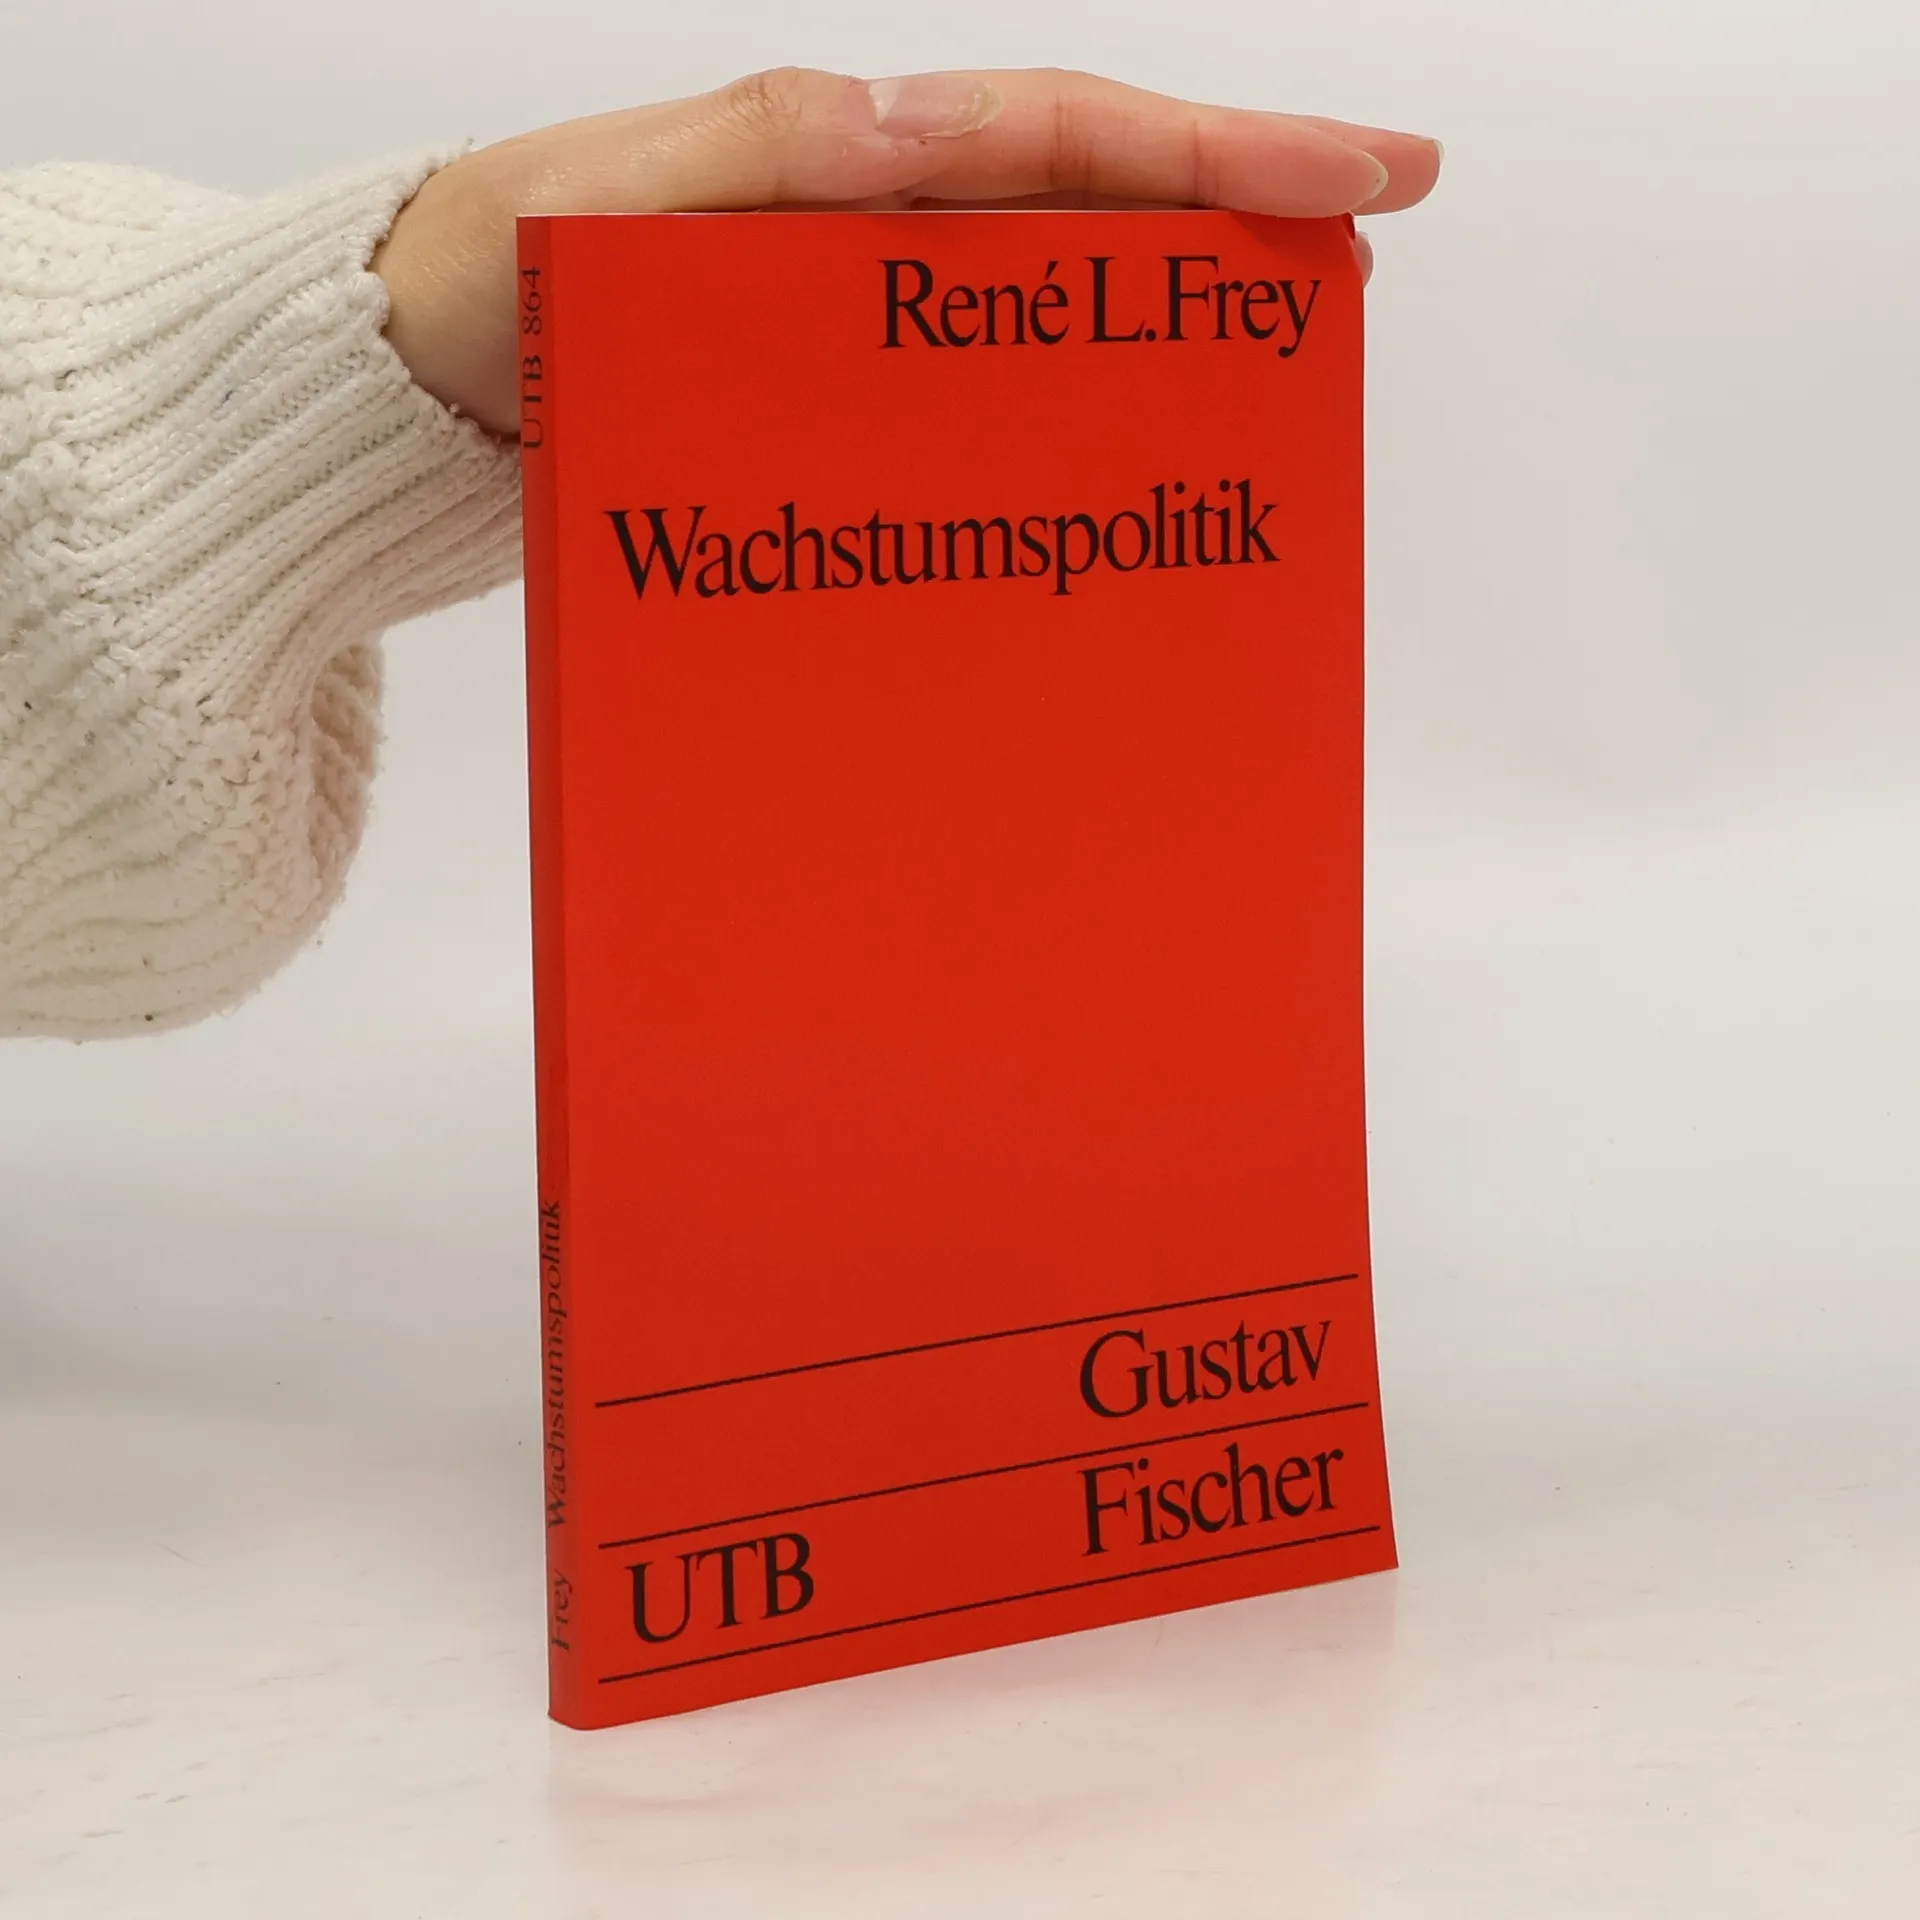 René L. Frey
Wachstumspolitik
Gustav
Fischer
UTB
UTB 864
Frey Wachstumspolitik